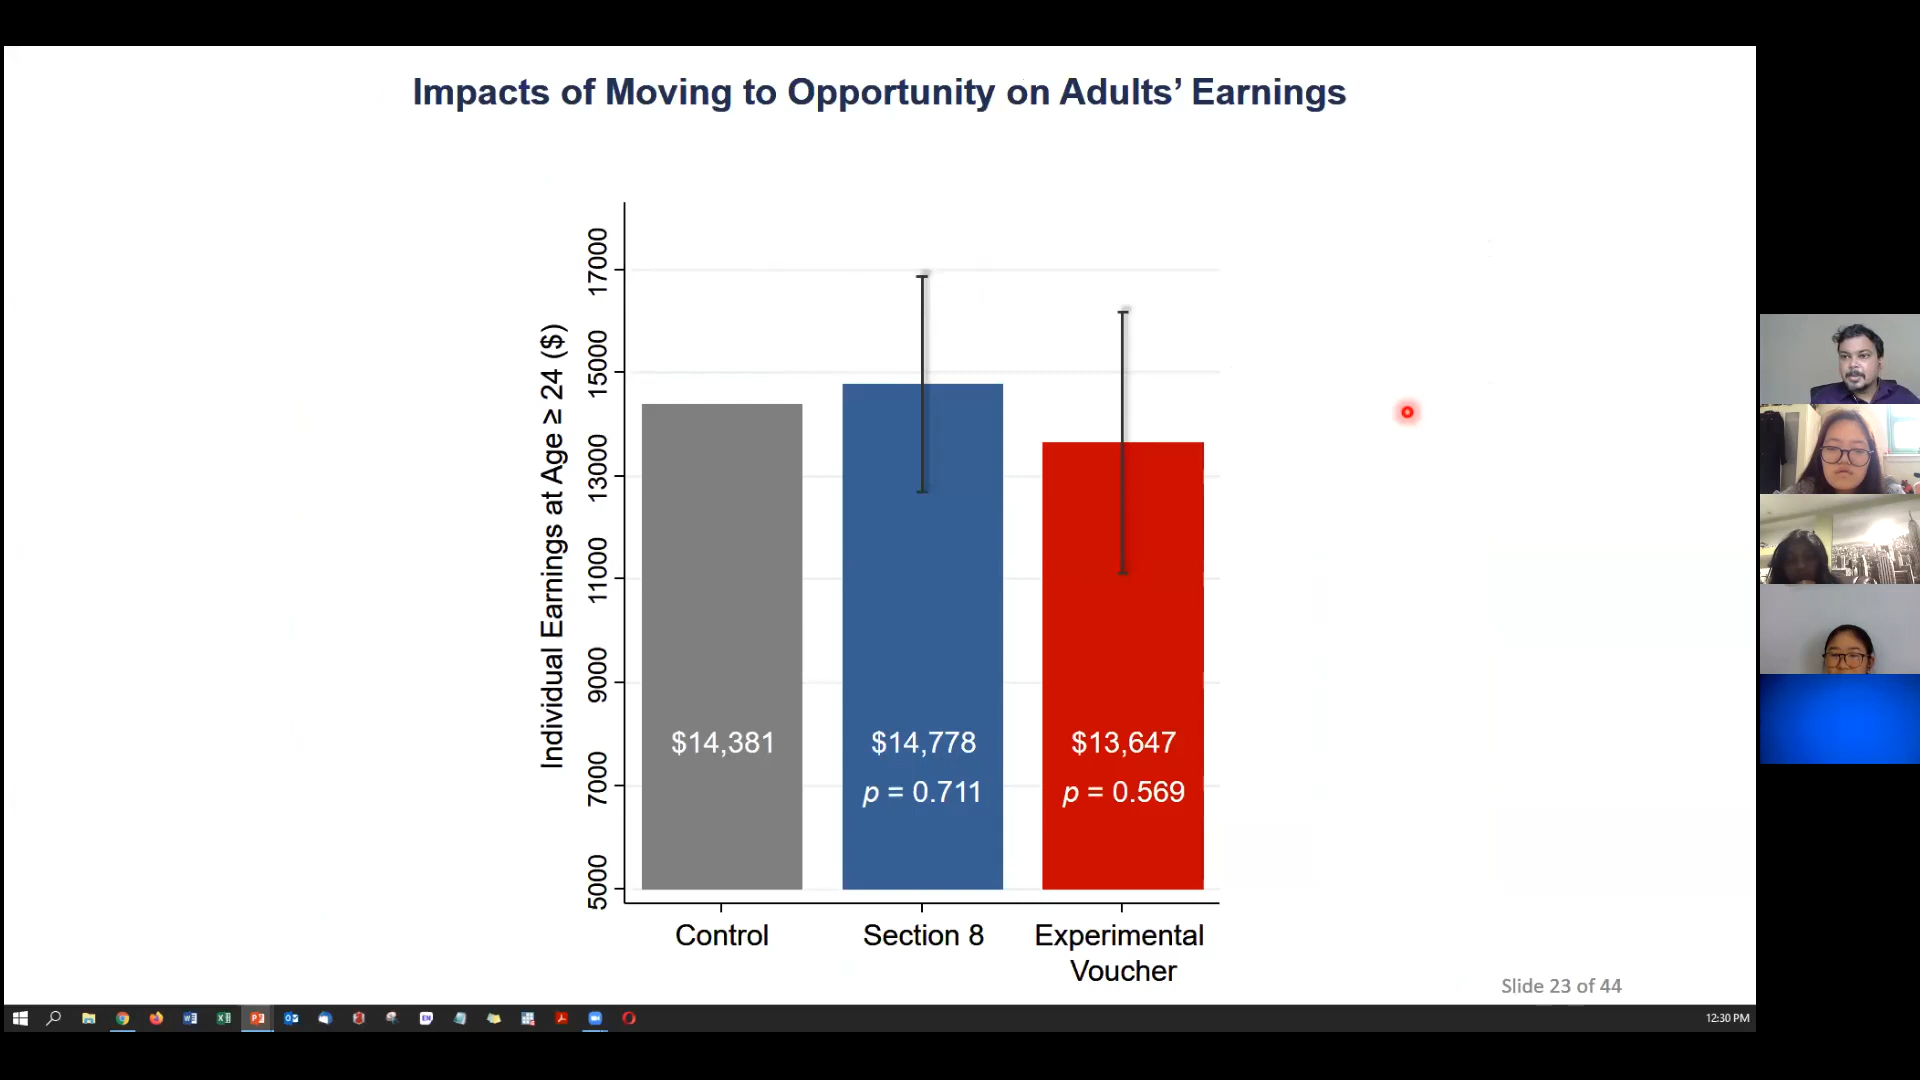 Impacts of Moving to Opportunity on Adults’ Earnings
Individual Earnings at Age ≥ 24 ($)
17000
15000
13000
11000
9000
7000
5000
$14,381
$14,778
p = 0.711
$13,647
p = 0.569
Control
Section 8
Experimental
Voucher
Slide 23 of 44
12:30 PM